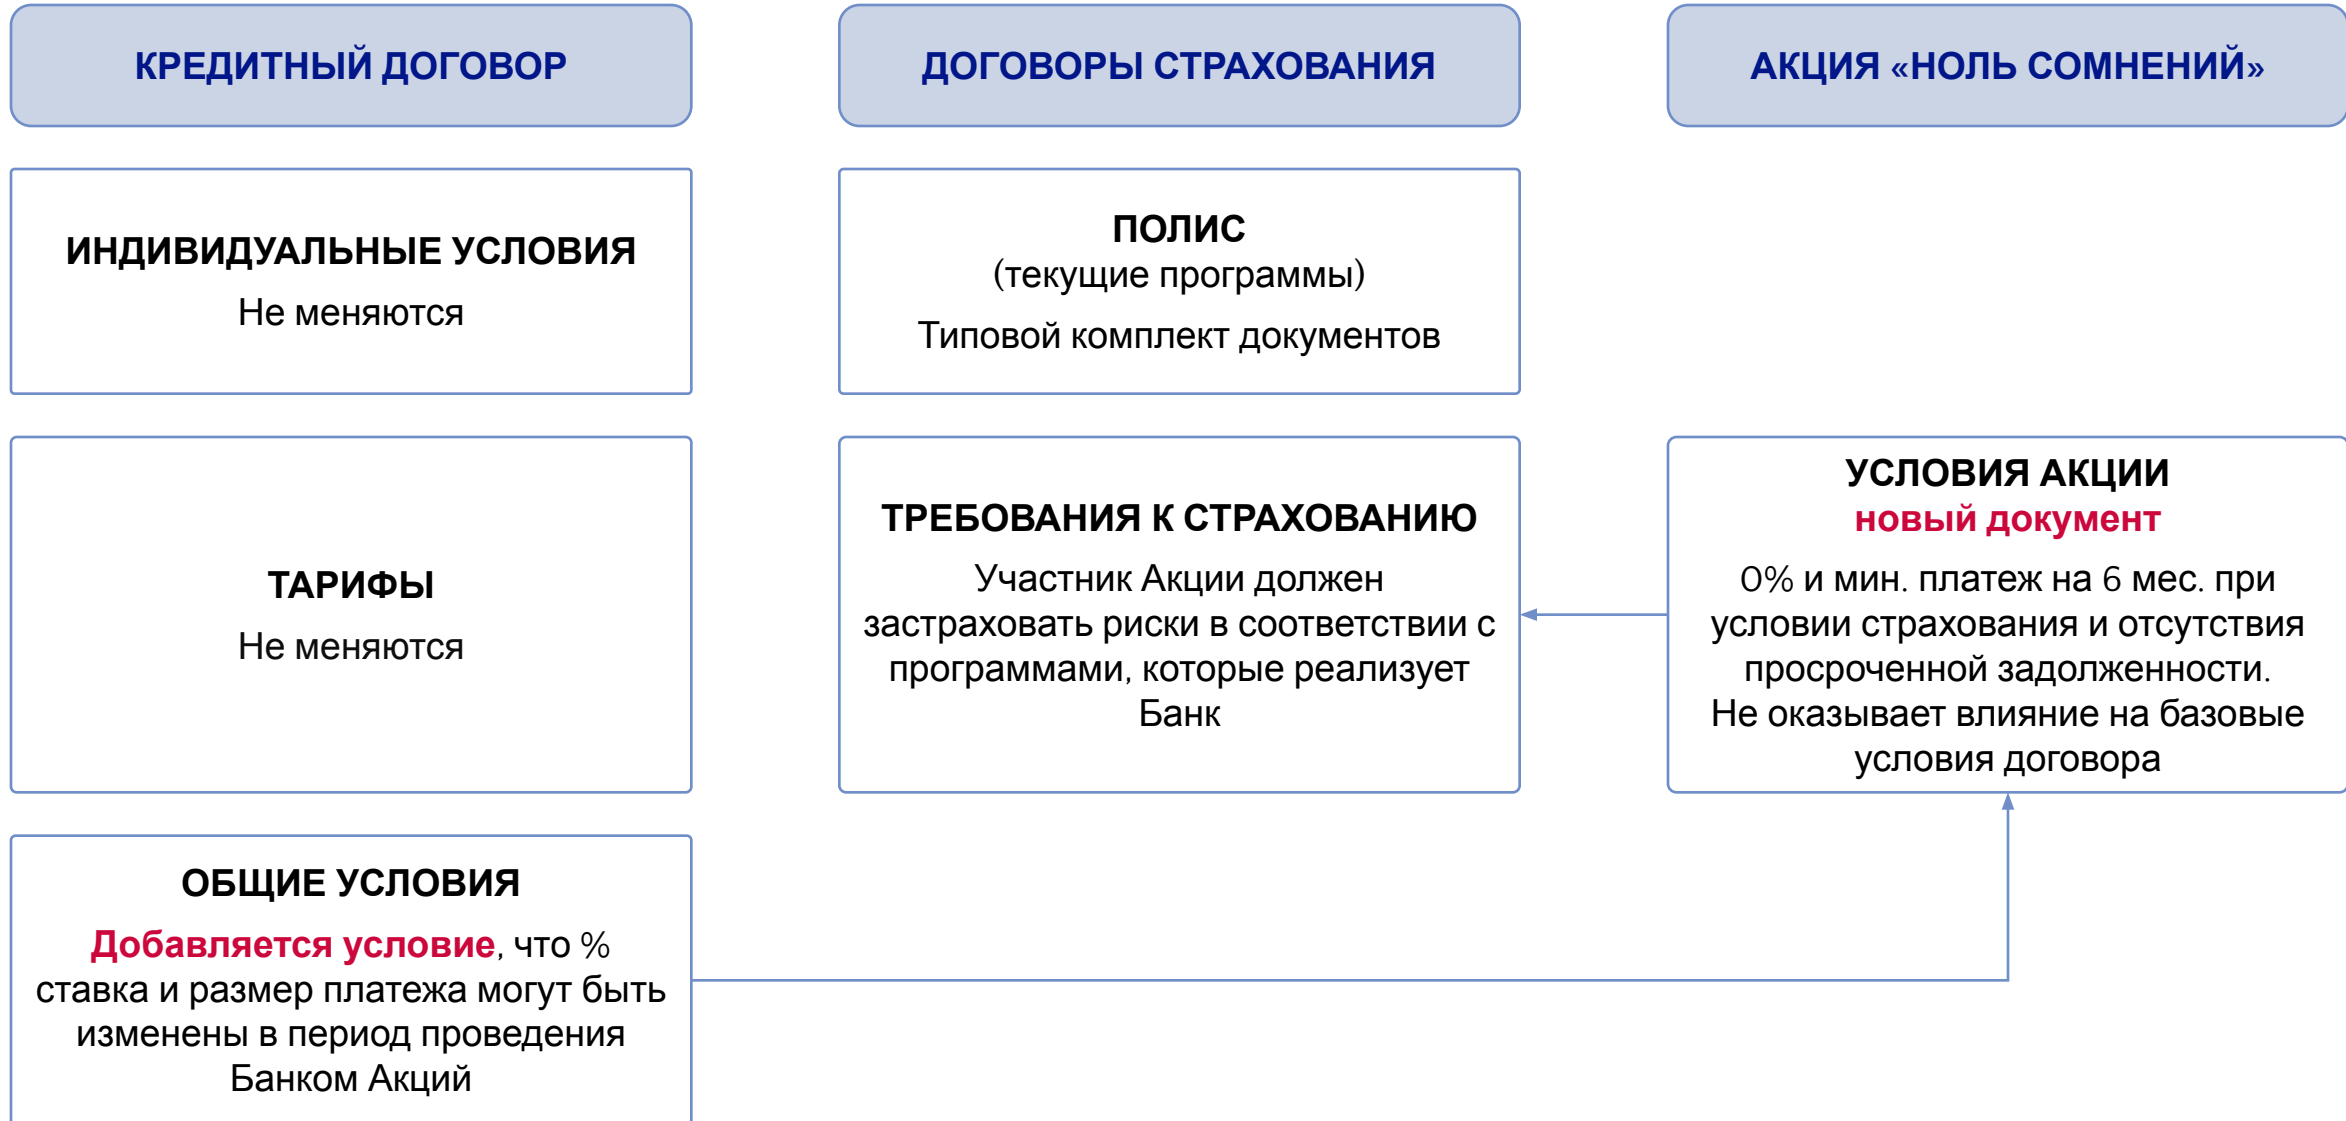 КРЕДИТНЫЙ ДОГОВОР
ДОГОВОРЫ СТРАХОВАНИЯ
АКЦИЯ «НОЛЬ СОМНЕНИЙ»
ИНДИВИДУАЛЬНЫЕ УСЛОВИЯ
Не меняются
ПОЛИС
(текущие программы)
Типовой комплект документов
ТАРИФЫ
Не меняются
ТРЕБОВАНИЯ К СТРАХОВАНИЮ
Участник Акции должен
застраховать риски в соответствии с
программами, которые реализует
Банк
УСЛОВИЯ АКЦИИ
новый документ
0% и мин. платеж на 6 мес. при
условии страхования и отсутствия
просроченной задолженности.
Не оказывает влияние на базовые
условия договора
ОБЩИЕ УСЛОВИЯ
Добавляется условие, что %
ставка и размер платежа могут быть
изменены в период проведения
Банком Акций